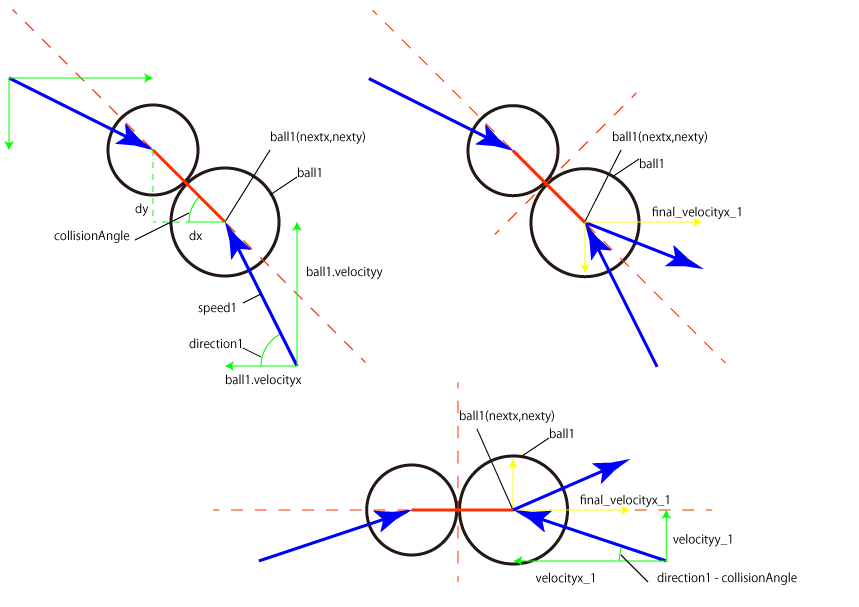 ball1(nextx,nexty)
ball1
dy
collisionAngle
dx
ball1.velocityy
speed1
direction1
ball1.velocityx
ball1(nextx,nexty)
ball1
final_velocityx_1
ball1(nextx,nexty)
ball1
final_velocityx_1
velocityy_1
velocityx_1
direction1 - collisionAngle